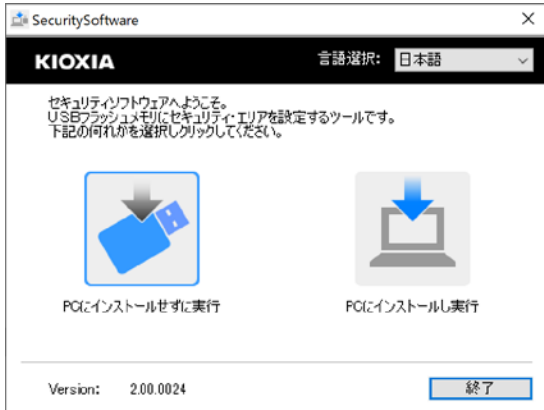 SecuritySoftware
KIOXIA
言語選択: 日本語
セキュリティソフトウェアへようこそ。
USBフラッシュメモリにセキュリティ・エリアを設定するツールです。
下記の何れかを選択しクリックしてください。
PCにインストールせずに実行
PCにインストールし実行
Version: 2.00.0024
終了